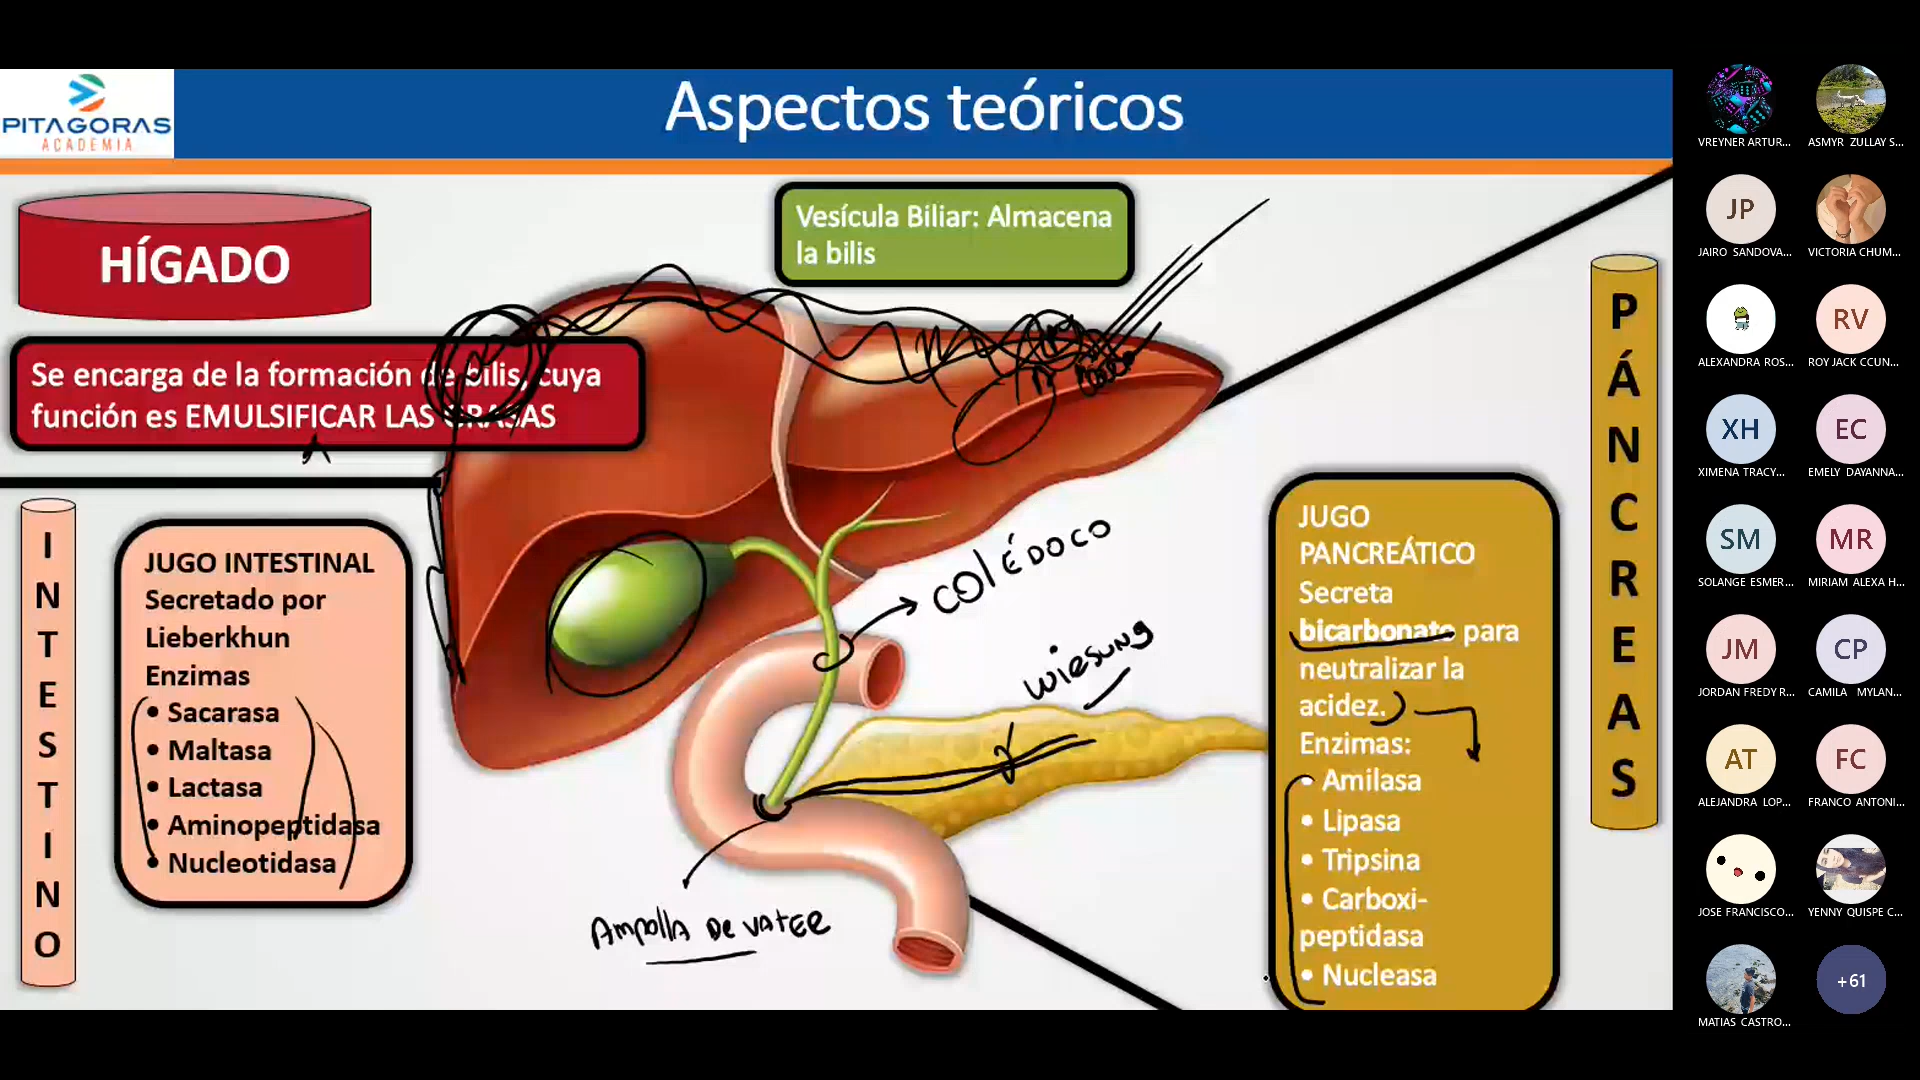 PITAGORAS
ACADEMIA
Aspectos teóricos
HÍGADO
Vesícula Biliar: Almacena
la bilis
Se encarga de la formación de bilis, cuya
función es EMULSIFICAR LAS GRASAS
INTESTINO
JUGO INTESTINAL
Secretado por
Lieberkhun
Enzimas
• Sacarasa
• Maltasa
• Lactasa
• Aminopeptidasa
• Nucleotidasa
COlÉDOCO
wiesung
Ampolla De vater
JUGO
PANCREÁTICO
Secreta
bicarbonato para
neutralizar la
acidez.
Enzimas:
• Amilasa
• Lipasa
• Tripsina
• Carboxi-
peptidasa
• Nucleasa
PÁNCREAS
VREYNER ARTUR...
ASMYR ZULLAY S...
JP
JAIRO SANDOVA...
VICTORIA CHUM...
ALEXANDRA ROS...
RV
ROY JACK CCUN...
XH
XIMENA TRACY...
EC
EMELY DAYANNA...
SM
SOLANGE ESMER...
MR
MIRIAM ALEXA H...
JM
JORDAN FREDY R...
CP
CAMILA MYLAN...
AT
ALEJANDRA LOP...
FC
FRANCO ANTONI...
JOSE FRANCISCO...
YENNY QUISPE C...
MATIAS CASTRO...
+61